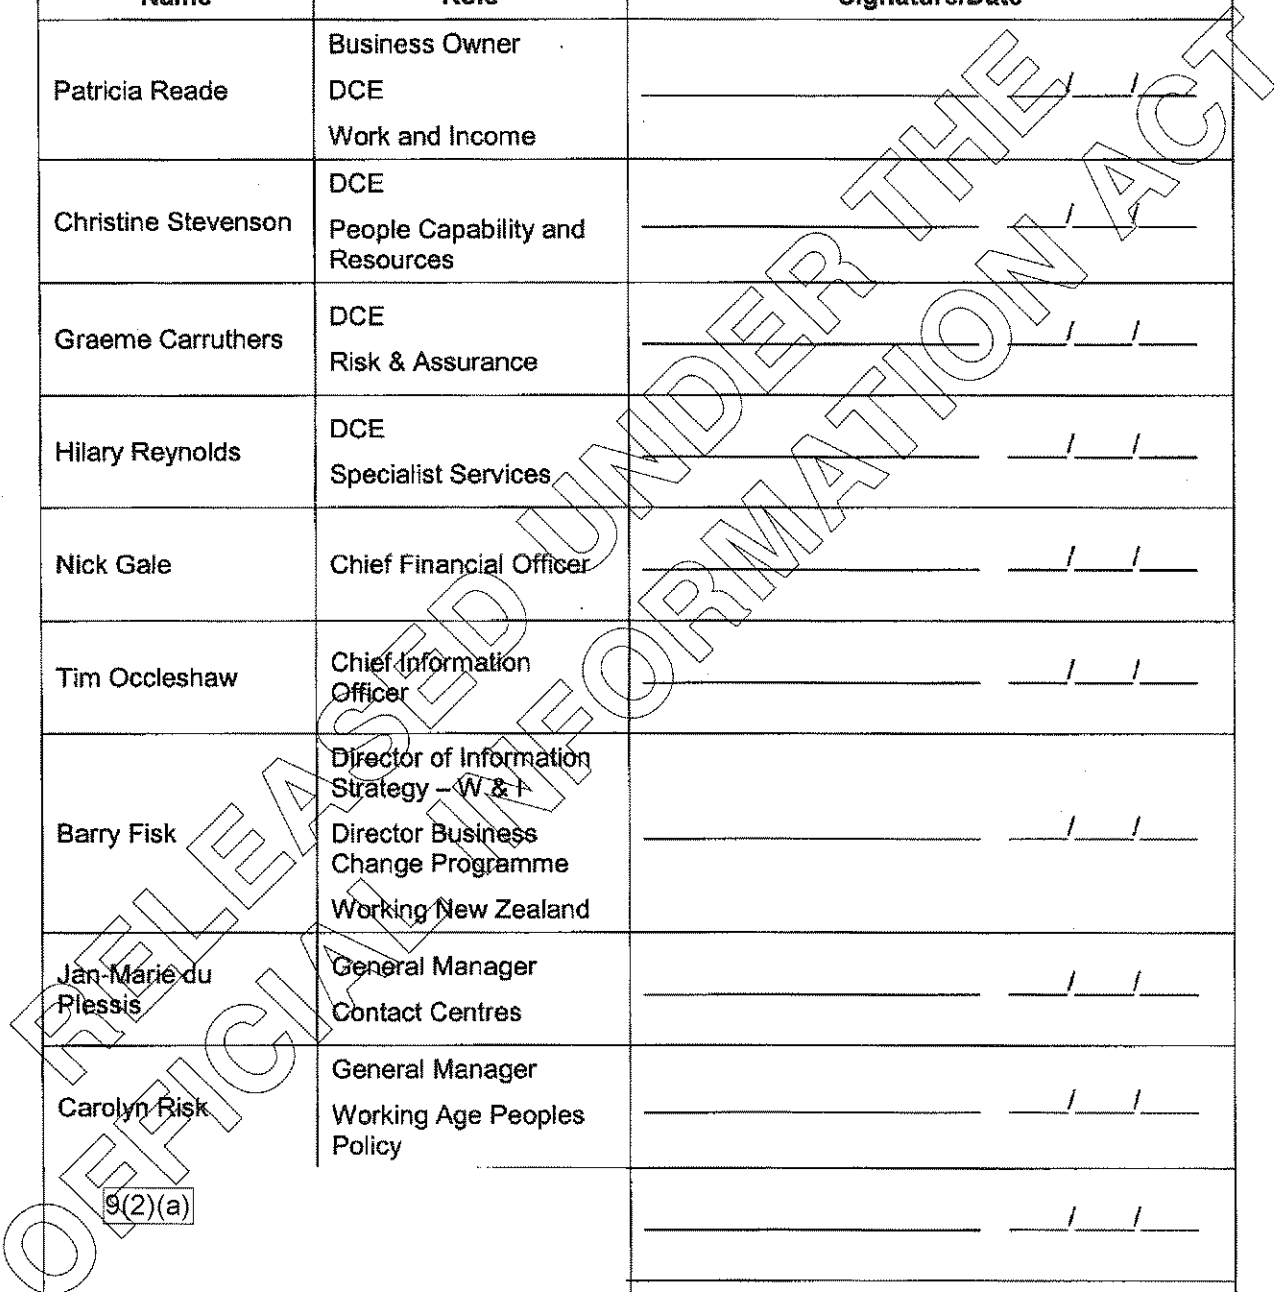 Name Role Signature/Date
Business Owner
Patricia Reade DCE / /
Work and Income
DCE
Christine Stevenson People Capability and / /
Resources
DCE
Graeme Carruthers / /
Risk & Assurance
DCE
Hilary Reynolds / /
Specialist Services
Nick Gale Chief Financial Officer / /
Chief Information
Tim Occleshaw / /
Officer
Director of Information
Strategy – W & I
Barry Fisk Director Business / /
Change Programme
Working New Zealand
Jan-Marie du General Manager / /
Plessis Contact Centres
General Manager
Carolyn Risk Working Age Peoples / /
Policy
9(2)(a) / /
RELEASED UNDER THE
OFFICIAL INFORMATION ACT